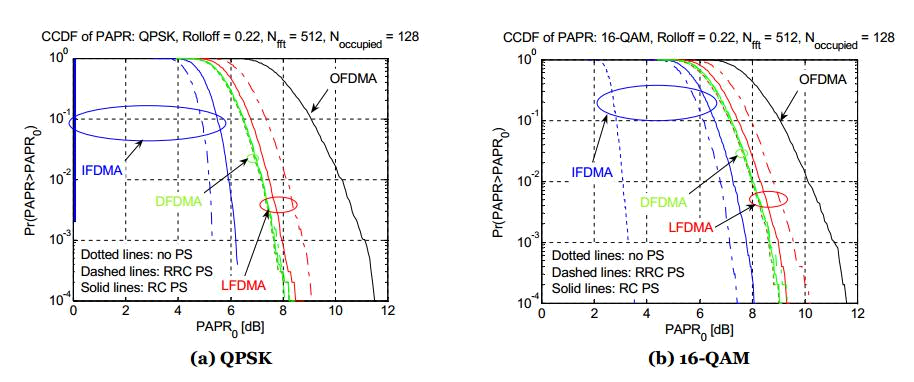 CCDF of PAPR: QPSK, Rolloff = 0.22, N_fft = 512, N_occupied = 128
10^0
10^-1
10^-2
10^-3
10^-4
Pr(PAPR>PAPR_0)
OFDMA
IFDMA
DFDMA
LFDMA
Dotted lines: no PS
Dashed lines: RRC PS
Solid lines: RC PS
0 2 4 6 8 10 12
PAPR_0 [dB]
(a) QPSK
CCDF of PAPR: 16-QAM, Rolloff = 0.22, N_fft = 512, N_occupied = 128
10^0
10^-1
10^-2
10^-3
10^-4
Pr(PAPR>PAPR_0)
OFDMA
IFDMA
DFDMA
LFDMA
Dotted lines: no PS
Dashed lines: RRC PS
Solid lines: RC PS
0 2 4 6 8 10 12
PAPR_0 [dB]
(b) 16-QAM